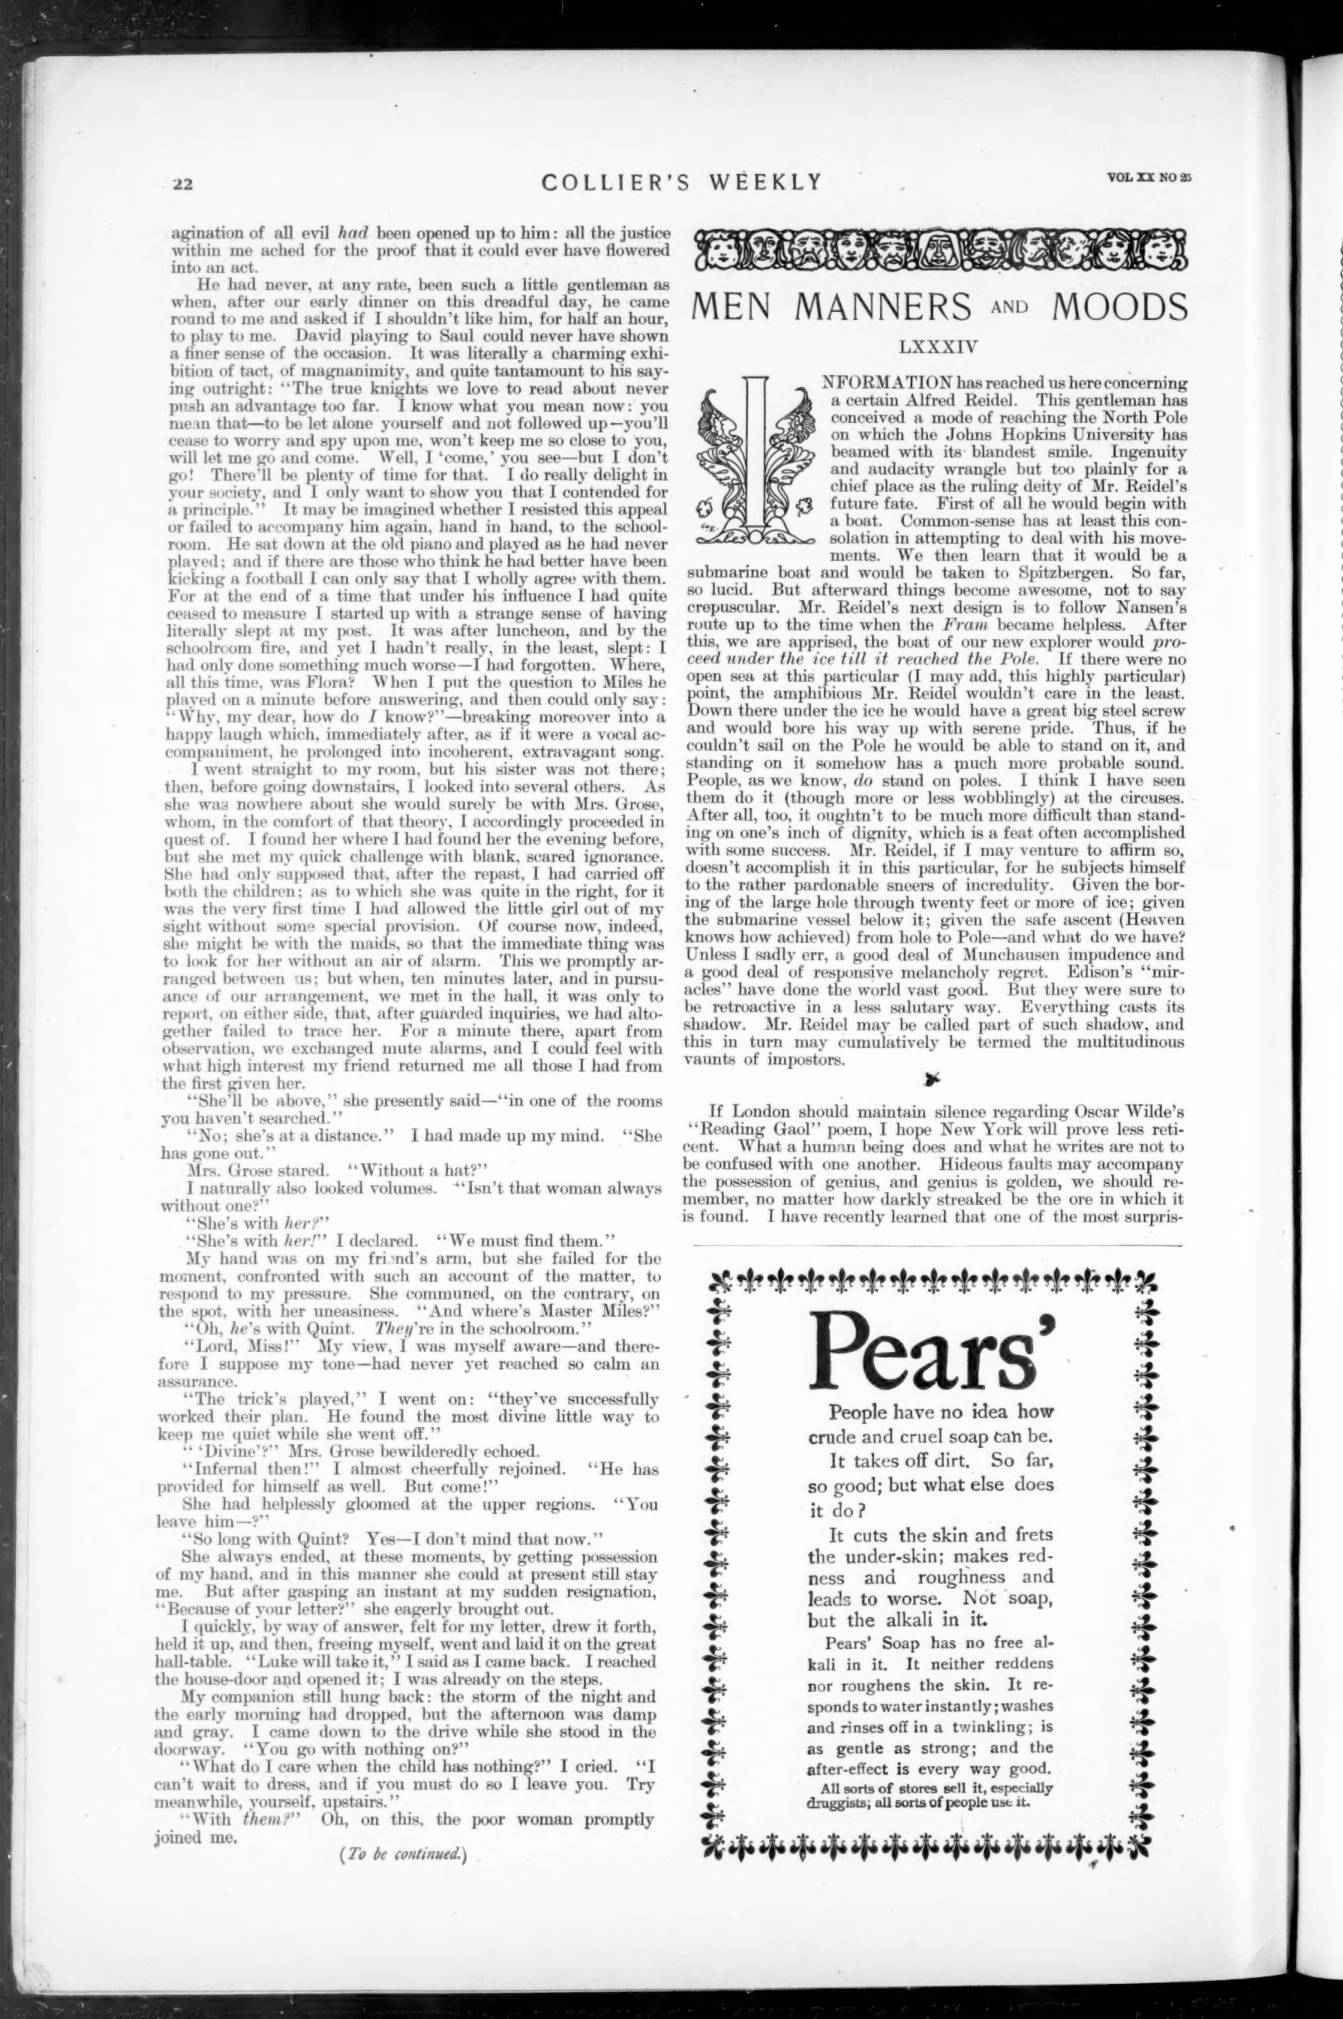 22
COLLIER'S WEEKLY
VOL XX NO 25
agination of all evil had been opened up to him: all the justice
within me ached for the proof that it could ever have flowered
into an act.
He had never, at any rate, been such a little gentleman as
when, after our early dinner on this dreadful day, he came
round to me and asked if I shouldn't like him, for half an hour,
to play to me. David playing to Saul could never have shown
a finer sense of the occasion. It was literally a charming exhi-
bition of tact, of magnanimity, and quite tantamount to his say-
ing outright: "The true knights we love to read about never
push an advantage too far. I know what you mean now: you
mean that—to be let alone yourself and not followed up—you'll
cease to worry and spy upon me, won't keep me so close to you,
will let me go and come. Well, I 'come,' you see—but I don't
go! There'll be plenty of time for that. I do really delight in
your society, and I only want to show you that I contended for
a principle." It may be imagined whether I resisted this appeal
or failed to accompany him again, hand in hand, to the school-
room. He sat down at the old piano and played as he had never
played; and if there are those who think he had better have been
kicking a football I can only say that I wholly agree with them.
For at the end of a time that under his influence I had quite
ceased to measure I started up with a strange sense of having
literally slept at my post. It was after luncheon, and by the
schoolroom fire, and yet I hadn't really, in the least, slept: I
had only done something much worse—I had forgotten. Where,
all this time, was Flora? When I put the question to Miles he
played on a minute before answering, and then could only say:
"Why, my dear, how do I know?"—breaking moreover into a
happy laugh which, immediately after, as if it were a vocal ac-
companiment, he prolonged into incoherent, extravagant song.
I went straight to my room, but his sister was not there;
then, before going downstairs, I looked into several others. As
she was nowhere about she would surely be with Mrs. Grose,
whom, in the comfort of that theory, I accordingly proceeded in
quest of. I found her where I had found her the evening before,
but she met my quick challenge with blank, scared ignorance.
She had only supposed that, after the repast, I had carried off
both the children; as to which she was quite in the right, for it
was the very first time I had allowed the little girl out of my
sight without some special provision. Of course now, indeed,
she might be with the maids, so that the immediate thing was
to look for her without an air of alarm. This we promptly ar-
ranged between us; but when, ten minutes later, and in pursu-
ance of our arrangement, we met in the hall, it was only to
report, on either side, that, after guarded inquiries, we had alto-
gether failed to trace her. For a minute there, apart from
observation, we exchanged mute alarms, and I could feel with
what high interest my friend returned me all those I had from
the first given her.
"She'll be above," she presently said—"in one of the rooms
you haven't searched."
"No; she's at a distance." I had made up my mind. "She
has gone out."
Mrs. Grose stared. "Without a hat?"
I naturally also looked volumes. "Isn't that woman always
without one?"
"She's with her?"
"She's with her!" I declared. "We must find them."
My hand was on my friend's arm, but she failed for the
moment, confronted with such an account of the matter, to
respond to my pressure. She communed, on the contrary, on
the spot, with her uneasiness. "And where's Master Miles?"
"Oh, he's with Quint. They're in the schoolroom."
"Lord, Miss!" My view, I was myself aware—and there-
fore I suppose my tone—had never yet reached so calm an
assurance.
"The trick's played," I went on: "they've successfully
worked their plan. He found the most divine little way to
keep me quiet while she went off."
" 'Divine'?" Mrs. Grose bewilderedly echoed.
"Infernal then!" I almost cheerfully rejoined. "He has
provided for himself as well. But come!"
She had helplessly gloomed at the upper regions. "You
leave him—?"
"So long with Quint? Yes—I don't mind that now."
She always ended, at these moments, by getting possession
of my hand, and in this manner she could at present still stay
me. But after gasping an instant at my sudden resignation,
"Because of your letter?" she eagerly brought out.
I quickly, by way of answer, felt for my letter, drew it forth,
held it up, and then, freeing myself, went and laid it on the great
hall-table. "Luke will take it," I said as I came back. I reached
the house-door and opened it; I was already on the steps.
My companion still hung back: the storm of the night and
the early morning had dropped, but the afternoon was damp
and gray. I came down to the drive while she stood in the
doorway. "You go with nothing on?"
"What do I care when the child has nothing?" I cried. "I
can't wait to dress, and if you must do so I leave you. Try
meanwhile, yourself, upstairs."
"With them?" Oh, on this, the poor woman promptly
joined me.
(To be continued.)
MEN MANNERS AND MOODS
LXXXIV
INFORMATION has reached us here concerning
a certain Alfred Reidel. This gentleman has
conceived a mode of reaching the North Pole
on which the Johns Hopkins University has
beamed with its blandest smile. Ingenuity
and audacity wrangle but too plainly for a
chief place as the ruling deity of Mr. Reidel's
future fate. First of all he would begin with
a boat. Common-sense has at least this con-
solation in attempting to deal with his move-
ments. We then learn that it would be a
submarine boat and would be taken to Spitzbergen. So far,
so lucid. But afterward things become awesome, not to say
crepuscular. Mr. Reidel's next design is to follow Nansen's
route up to the time when the Fram became helpless. After
this, we are apprised, the boat of our new explorer would pro-
ceed under the ice till it reached the Pole. If there were no
open sea at this particular (I may add, this highly particular)
point, the amphibious Mr. Reidel wouldn't care in the least.
Down there under the ice he would have a great big steel screw
and would bore his way up with serene pride. Thus, if he
couldn't sail on the Pole he would be able to stand on it, and
standing on it somehow has a much more probable sound.
People, as we know, do stand on poles. I think I have seen
them do it (though more or less wobblingly) at the circuses.
After all, too, it oughtn't to be much more difficult than stand-
ing on one's inch of dignity, which is a feat often accomplished
with some success. Mr. Reidel, if I may venture to affirm so,
doesn't accomplish it in this particular, for he subjects himself
to the rather pardonable sneers of incredulity. Given the bor-
ing of the large hole through twenty feet or more of ice; given
the submarine vessel below it; given the safe ascent (Heaven
knows how achieved) from hole to Pole—and what do we have?
Unless I sadly err, a good deal of Munchausen impudence and
a good deal of responsive melancholy regret. Edison's "mir-
acles" have done the world vast good. But they were sure to
be retroactive in a less salutary way. Everything casts its
shadow. Mr. Reidel may be called part of such shadow, and
this in turn may cumulatively be termed the multitudinous
vaunts of impostors.
If London should maintain silence regarding Oscar Wilde's
"Reading Gaol" poem, I hope New York will prove less reti-
cent. What a human being does and what he writes are not to
be confused with one another. Hideous faults may accompany
the possession of genius, and genius is golden, we should re-
member, no matter how darkly streaked be the ore in which it
is found. I have recently learned that one of the most surpris-
Pears'
People have no idea how
crude and cruel soap can be.
It takes off dirt. So far,
so good; but what else does
it do?
It cuts the skin and frets
the under-skin; makes red-
ness and roughness and
leads to worse. Not soap,
but the alkali in it.
Pears' Soap has no free al-
kali in it. It neither reddens
nor roughens the skin. It re-
sponds to water instantly; washes
and rinses off in a twinkling; is
as gentle as strong; and the
after-effect is every way good.
All sorts of stores sell it, especially
druggists; all sorts of people use it.